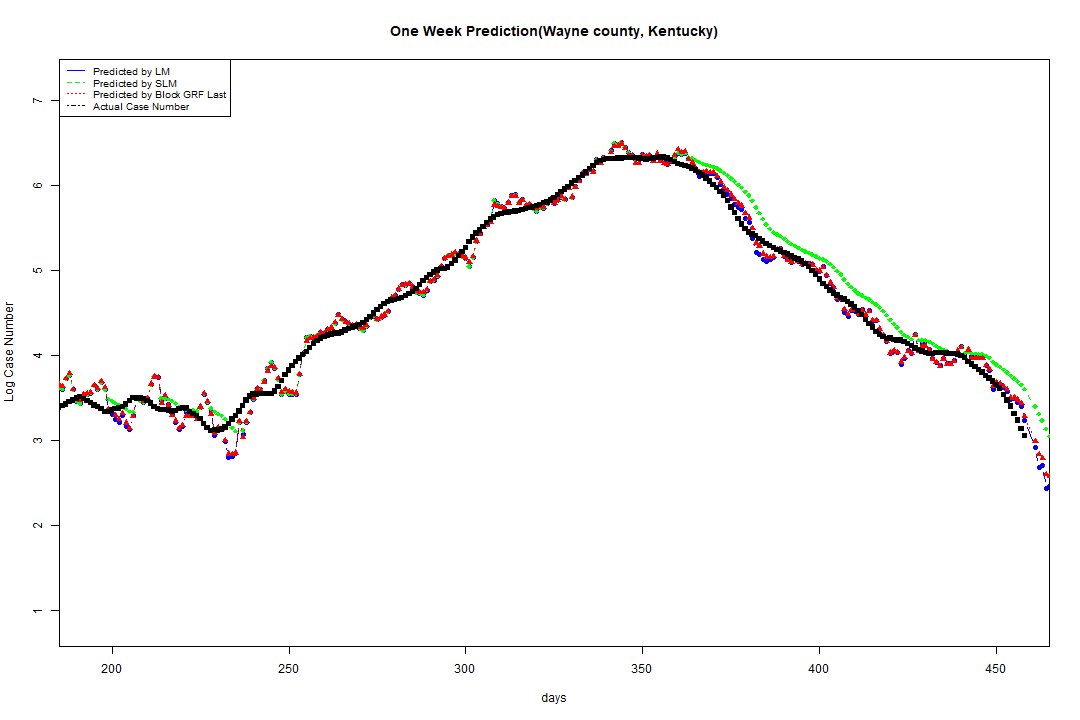 One Week Prediction(Wayne county, Kentucky)
Predicted by LM
Predicted by SLM
Predicted by Block GRF Last
Actual Case Number
7
6
5
4
3
2
1
Log Case Number
200 250 300 350 400 450
days